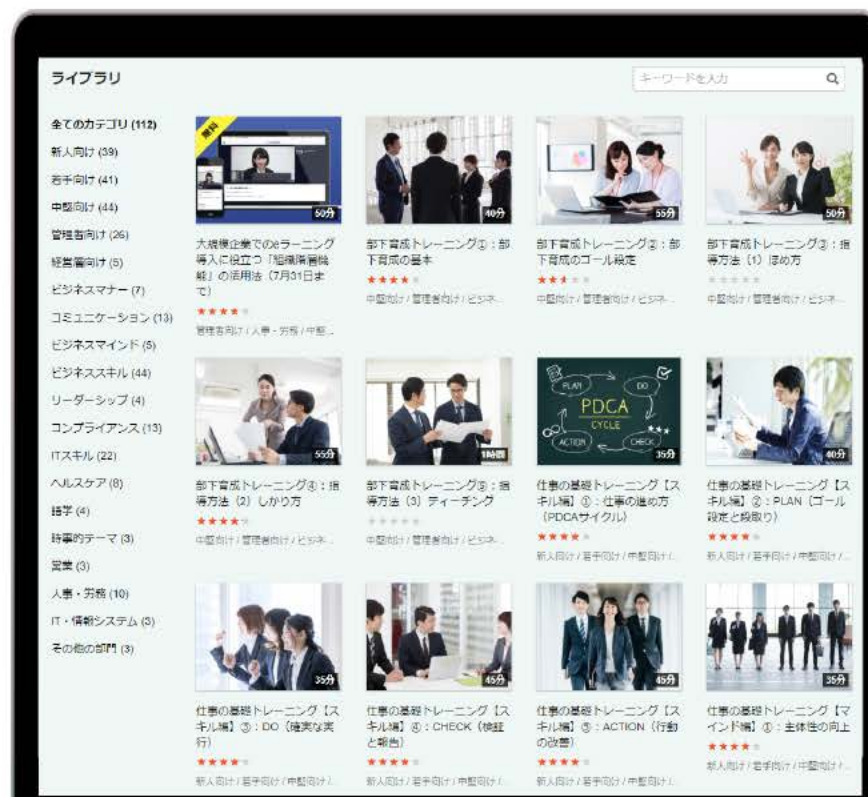 ライブラリ
キーワードを入力
全てのカテゴリ (112)
新人向け (39)
若手向け (41)
中堅向け (44)
管理者向け (26)
経営層向け (5)
ビジネスマナー (7)
コミュニケーション (13)
ビジネスマインド (5)
ビジネススキル (44)
リーダーシップ (4)
コンプライアンス (13)
ITスキル (22)
ヘルスケア (8)
語学 (4)
時事的テーマ (3)
営業 (3)
人事・労務 (10)
IT・情報システム (3)
その他の部門 (3)
無料
50分
大規模企業でのeラーニング
導入に役立つ「組織階層機
能」の活用法（7月31日ま
で）
管理者向け / 人事・労務 / 中堅...
40分
部下育成トレーニング①：部
下育成の基本
中堅向け / 管理者向け / ビジネ...
55分
部下育成トレーニング②：部
下育成のゴール設定
中堅向け / 管理者向け / ビジネ...
50分
部下育成トレーニング③：指
導方法（1）ほめ方
中堅向け / 管理者向け / ビジネ...
55分
部下育成トレーニング④：指
導方法（2）しかり方
中堅向け / 管理者向け / ビジネ...
1時間
部下育成トレーニング⑤：指
導方法（3）ティーチング
中堅向け / 管理者向け / ビジネ...
PLAN
DO
PDCA
CYCLE
ACTION
CHECK
35分
仕事の基礎トレーニング【ス
キル編】①：仕事の進め方
（PDCAサイクル）
新人向け / 若手向け / 中堅向け /...
40分
仕事の基礎トレーニング【ス
キル編】②：PLAN（ゴール
設定と段取り）
新人向け / 若手向け / 中堅向け /...
35分
仕事の基礎トレーニング【ス
キル編】③：DO（確実な実
行）
新人向け / 若手向け / 中堅向け /...
45分
仕事の基礎トレーニング【ス
キル編】④：CHECK（検証
と報告）
新人向け / 若手向け / 中堅向け /...
45分
仕事の基礎トレーニング【ス
キル編】⑤：ACTION（行動
の改善）
新人向け / 若手向け / 中堅向け /...
35分
仕事の基礎トレーニング【マ
インド編】①：主体性の向上
新人向け / 若手向け / 中堅向け /...